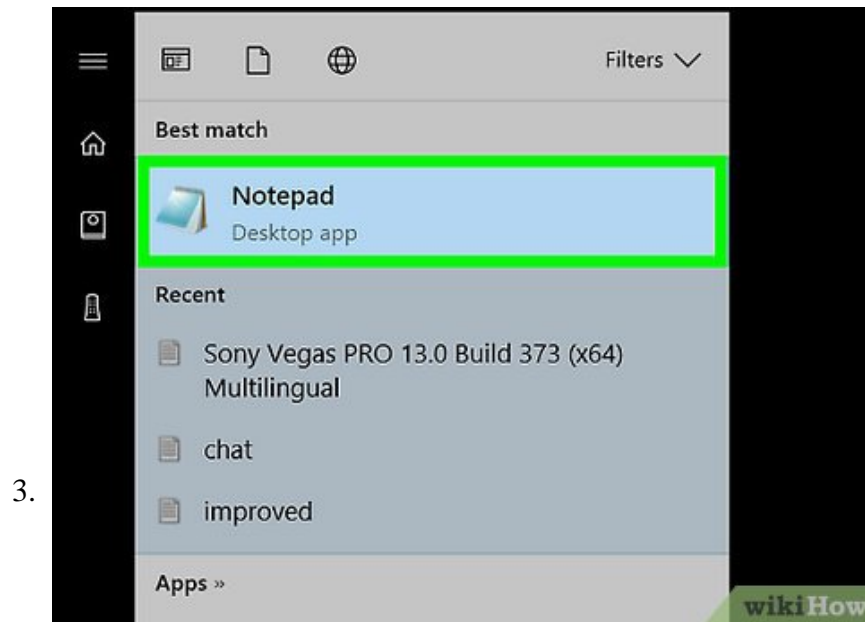 Filters
Best match
Notepad
Desktop app
Recent
Sony Vegas PRO 13.0 Build 373 (x64)
Multilingual
chat
improved
3.
Apps »
wikiHow